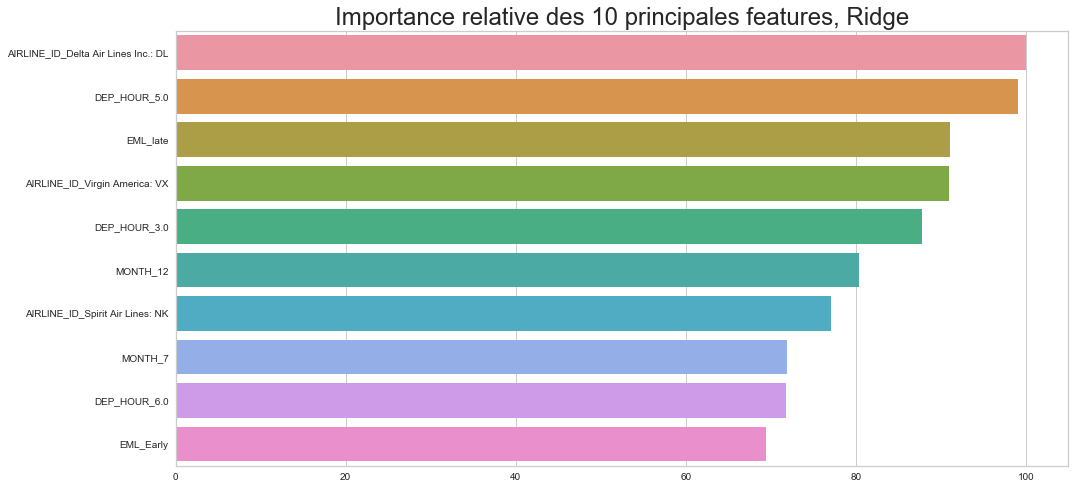 Importance relative des 10 principales features, Ridge
AIRLINE_ID_Delta Air Lines Inc.: DL
DEP_HOUR_5.0
EML_late
AIRLINE_ID_Virgin America: VX
DEP_HOUR_3.0
MONTH_12
AIRLINE_ID_Spirit Air Lines: NK
MONTH_7
DEP_HOUR_6.0
EML_Early
0 20 40 60 80 100